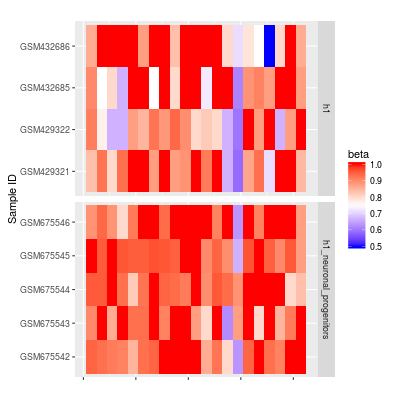 Sample ID
GSM432686
GSM432685
GSM429322
GSM429321
h1
GSM675546
GSM675545
GSM675544
GSM675543
GSM675542
h1_neuronal_progenitors
beta
1.0
0.9
0.8
0.7
0.6
0.5